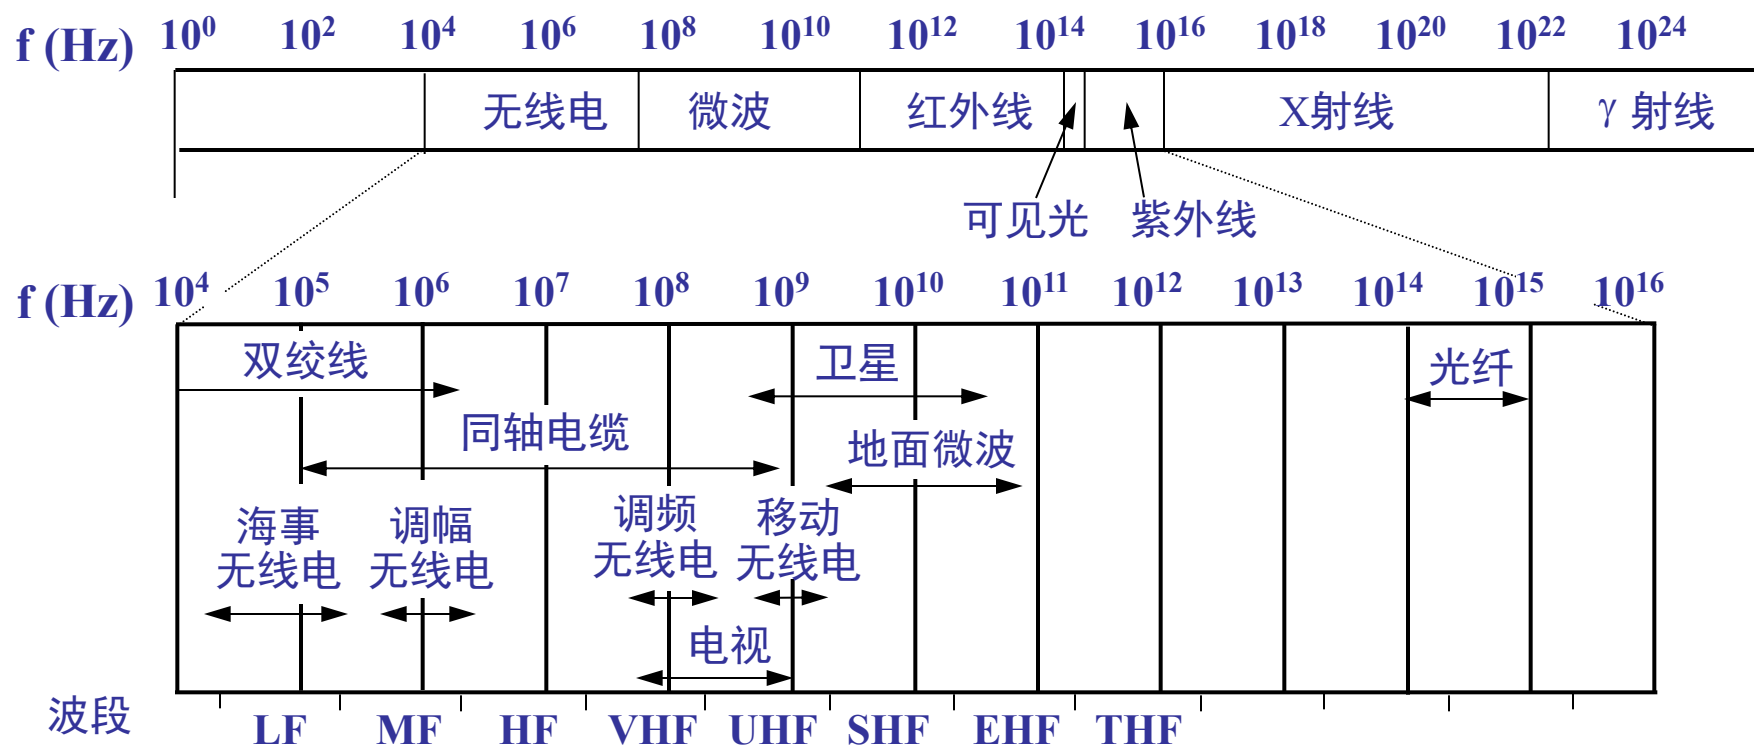 f (Hz) 10⁰ 10² 10⁴ 10⁶ 10⁸ 10¹⁰ 10¹² 10¹⁴ 10¹⁶ 10¹⁸ 10²⁰ 10²² 10²⁴
无线电 微波 红外线 X射线 γ 射线
可见光 紫外线
f (Hz) 10⁴ 10⁵ 10⁶ 10⁷ 10⁸ 10⁹ 10¹⁰ 10¹¹ 10¹² 10¹³ 10¹⁴ 10¹⁵ 10¹⁶
双绞线 卫星 光纤
同轴电缆 地面微波
海事 调幅 调频 移动
无线电 无线电 无线电 无线电
电视
波段 LF MF HF VHF UHF SHF EHF THF